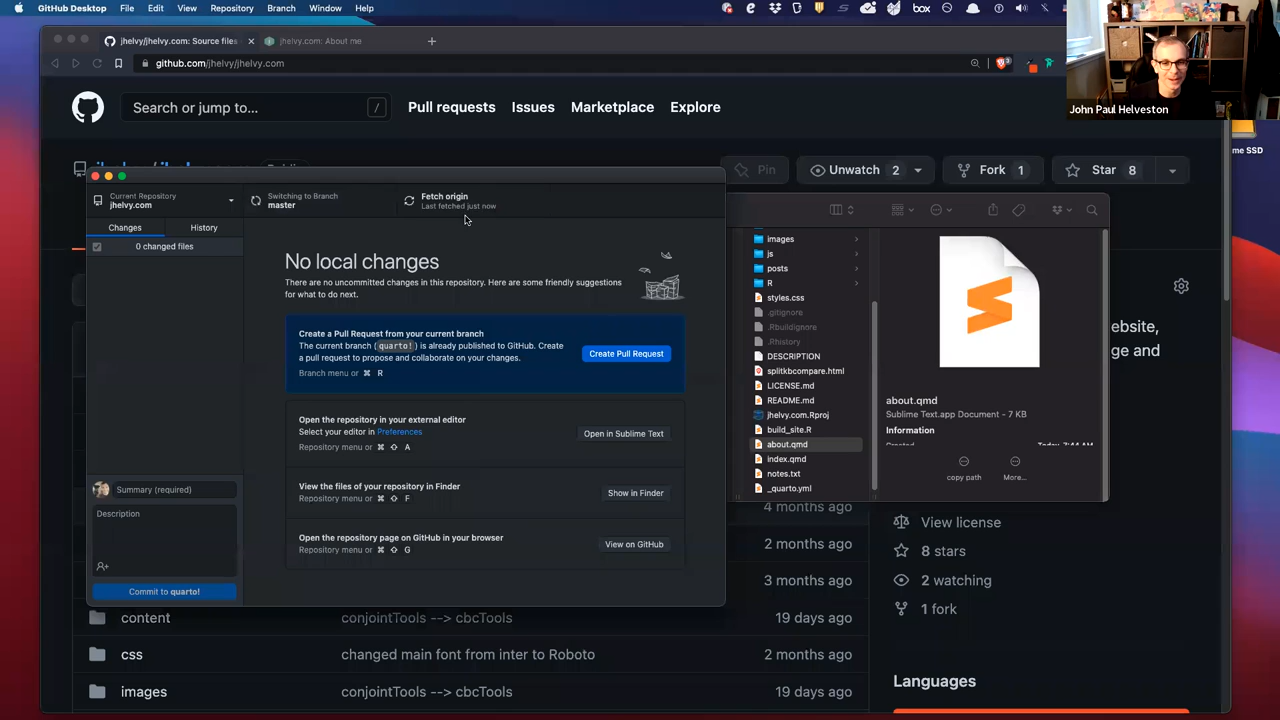 GitHub Desktop File Edit View Repository Branch Window Help
box
jhelvy/jhelvy.com: Source files
jhelvy.com: About me
github.com/jhelvy/jhelvy.com
3
John Paul Helveston
Search or jump to...
/
Pull requests
Issues
Marketplace
Explore
Pin
Unwatch 2
Fork 1
Star 8
Current Repository
jhelvy.com
Switching to Branch
master
Fetch origin
Last fetched just now
Changes
History
0 changed files
No local changes
There are no uncommitted changes in this repository. Here are some friendly suggestions
for what to do next.
Create a Pull Request from your current branch
The current branch ( quarto! ) is already published to GitHub. Create
a pull request to propose and collaborate on your changes.
Branch menu or ⌘ R
Create Pull Request
Open the repository in your external editor
Select your editor in Preferences
Repository menu or ⌘ ⇧ A
Open in Sublime Text
View the files of your repository in Finder
Repository menu or ⌘ ⇧ F
Show in Finder
Open the repository page on GitHub in your browser
Repository menu or ⌘ ⇧ G
View on GitHub
Summary (required)
Description
Commit to quarto!
images
js
posts
R
styles.css
.gitignore
.Rbuildignore
.Rhistory
DESCRIPTION
splitkbcompare.html
LICENSE.md
README.md
jhelvy.com.Rproj
build_site.R
about.qmd
index.qmd
notes.txt
_quarto.yml
about.qmd
Sublime Text.app Document - 7 KB
Information
copy path
More...
ebsite,
ge and
4 months ago
2 months ago
3 months ago
View license
8 stars
2 watching
1 fork
content
conjointTools --> cbcTools
19 days ago
css
changed main font from inter to Roboto
2 months ago
images
conjointTools --> cbcTools
19 days ago
Languages
me SSD